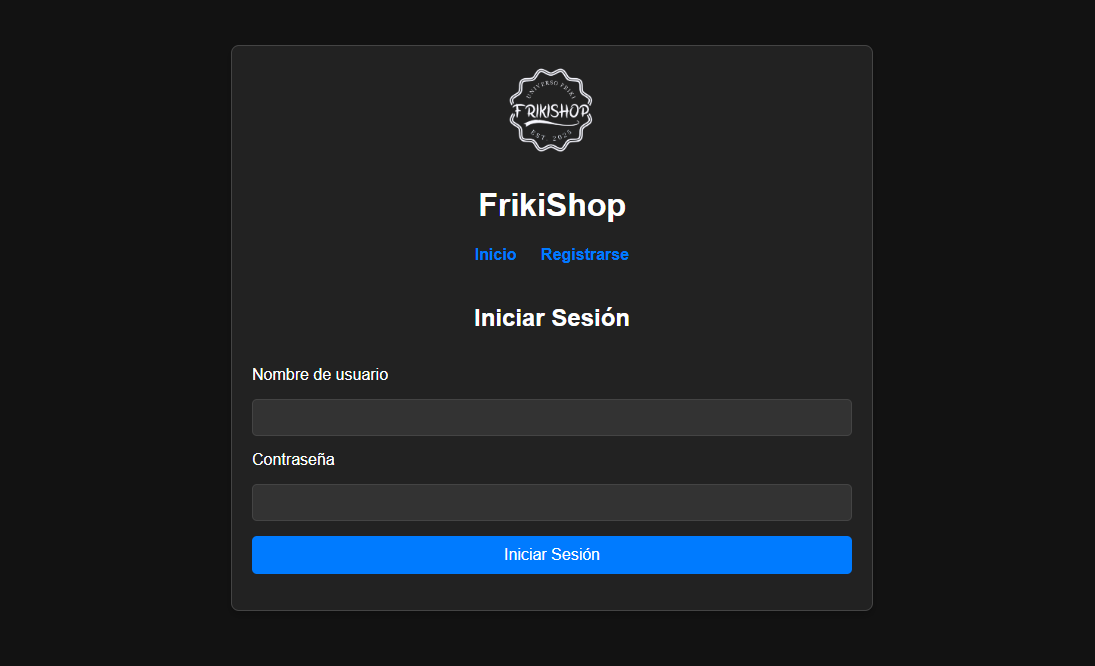 UNIVERSO FRIKI
FRIKISHOP
EST 2025
FrikiShop
Inicio Registrarse
Iniciar Sesión
Nombre de usuario
Contraseña
Iniciar Sesión